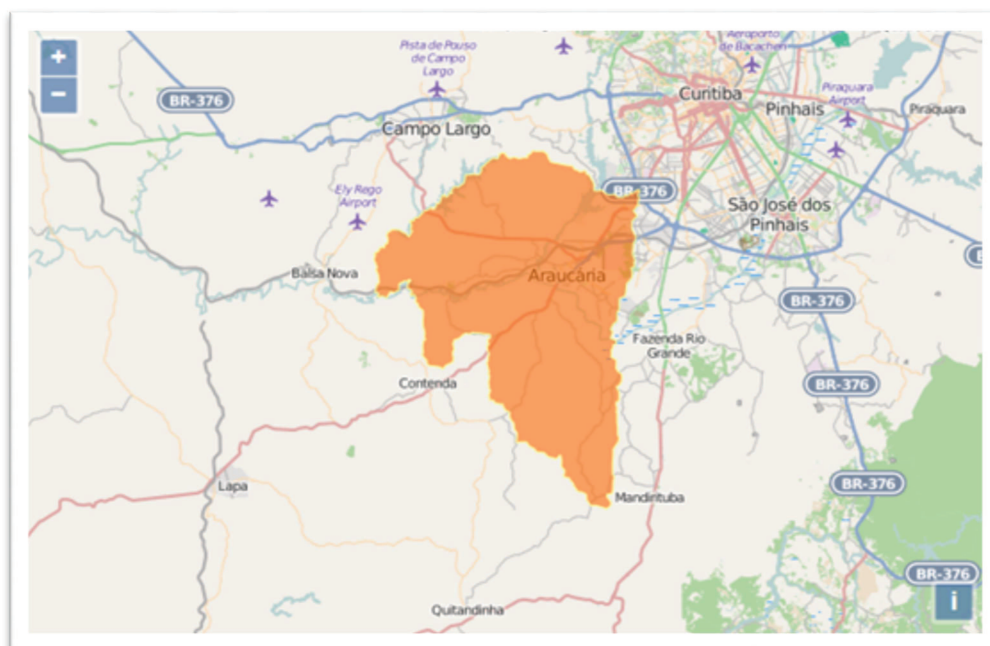 Aeroporto
de Bacacheri
Pista de Pouso
de Campo
Largo
+
−
BR-376
Curitiba
Pinhais
Piraquara
Airport
Piraquara
Campo Largo
Ely Rego
Airport
BR-376
São José dos
Pinhais
Balsa Nova
Araucária
BR-376
Fazenda Rio
Grande
Contenda
BR-376
Lapa
Mandirituba
BR-376
BR-376
i
Quitandinha